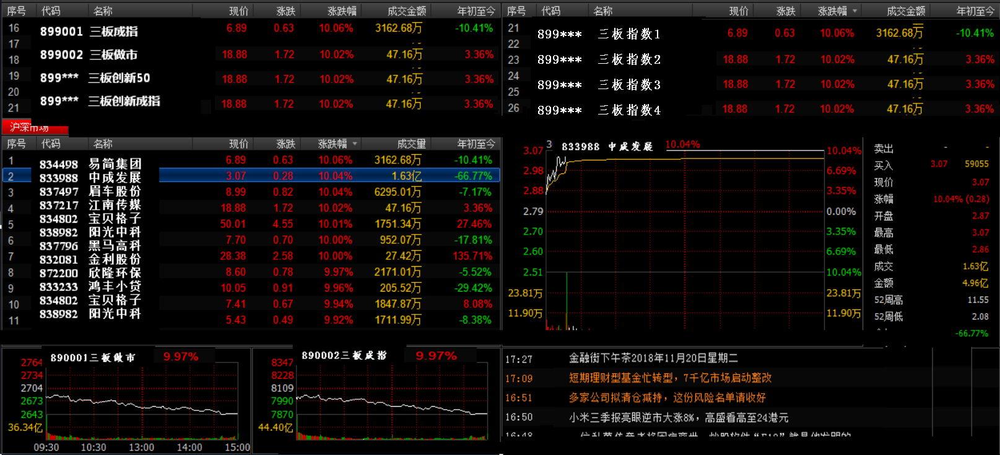 序号 代码 名称 现价 涨跌 涨跌幅 成交金额 年初至今
16 899001 三板成指 6.89 0.63 10.06% 3162.68万 -10.41%
17
18 899002 三板做市 18.88 1.72 10.02% 47.16万 3.36%
19 899*** 三板创新50 18.88 1.72 10.02% 47.16万 3.36%
20
21 899*** 三板创新成指 18.88 1.72 10.02% 47.16万 3.36%
序号 代码 名称 现价 涨跌 涨跌幅 成交金额 年初至今
21 899*** 三板指数1 6.89 0.63 10.06% 3162.68万 -10.41%
22
23 899*** 三板指数2 18.88 1.72 10.02% 47.16万 3.36%
24
25 899*** 三板指数3 18.88 1.72 10.02% 47.16万 3.36%
26 899*** 三板指数4 18.88 1.72 10.02% 47.16万 3.36%
沪深市场
序号 代码 名称 现价 涨跌 涨跌幅 成交量 年初至今
1 834498 易简集团 6.89 0.63 10.06% 3162.68万 -10.41%
2 833988 中成发展 3.07 0.28 10.04% 1.63亿 -66.77%
3 837497 眉车股份 8.99 0.82 10.04% 6295.01万 -7.17%
4 837217 江南传媒 18.88 1.72 10.02% 47.16万 3.36%
5 834802 宝贝格子 50.01 4.55 10.01% 1751.34万 27.46%
6 838982 阳光中科 7.70 0.70 10.00% 952.07万 -17.81%
7 837796 黑马高科 28.38 2.58 10.00% 27.42万 135.71%
8 832081 金利股份 8.60 0.78 9.97% 2171.01万 -5.52%
872200 欣隆环保
9 833233 鸿丰小贷 10.05 0.91 9.96% 205.52万 -29.42%
10 834802 宝贝格子 7.41 0.67 9.94% 1847.87万 8.08%
11 838982 阳光中科 5.43 0.49 9.92% 1711.99万 -8.38%
3 833988 中成发展 10.04%
3.07 10.04%
2.98 6.69%
2.88 3.35%
2.79 0.00%
2.70 3.35%
2.60 6.69%
2.51 10.04%
23.81万 23.81万
11.90万 11.90万
卖出 - -
买入 3.07 59055
现价 3.07
涨幅 10.04% (0.28)
开盘 2.87
最高 3.07
最低 2.86
成交 1.63亿
金额 4.96亿
52周高 11.55
52周低 2.08
-66.77%
890001三板做市 9.97%
2764
2734
2704
2673
2643
36.34亿
09:30 10:30 13:00 14:00 15:00
890002三板成指 9.97%
8347
8228
8109
7990
7870
44.40亿
17:27 金融街下午茶2018年11月20日星期二
17:09 短期理财型基金忙转型，7千亿市场启动整改
16:51 多家公司拟清仓减持，这份风险名单请收好
16:50 小米三季报亮眼逆市大涨8%，高盛看高至24港元
16:48